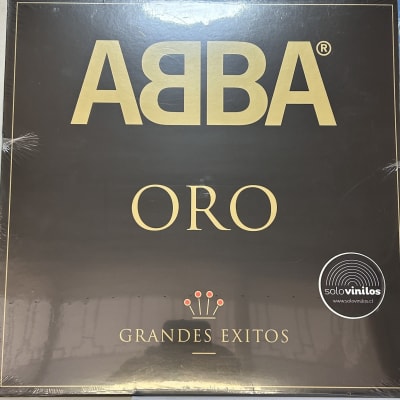 ABBA®
ORO
solovinilos
www.solovinilos.cl
GRANDES EXITOS